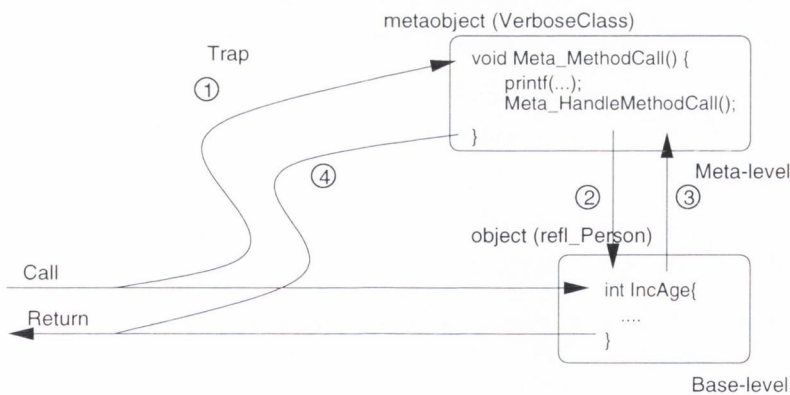 metaobject (VerboseClass)
Trap
①
void Meta_MethodCall() {
printf(...);
Meta_HandleMethodCall();
}
④
Meta-level
②
③
object (refl_Person)
Call
int IncAge{
....
Return
}
Base-level